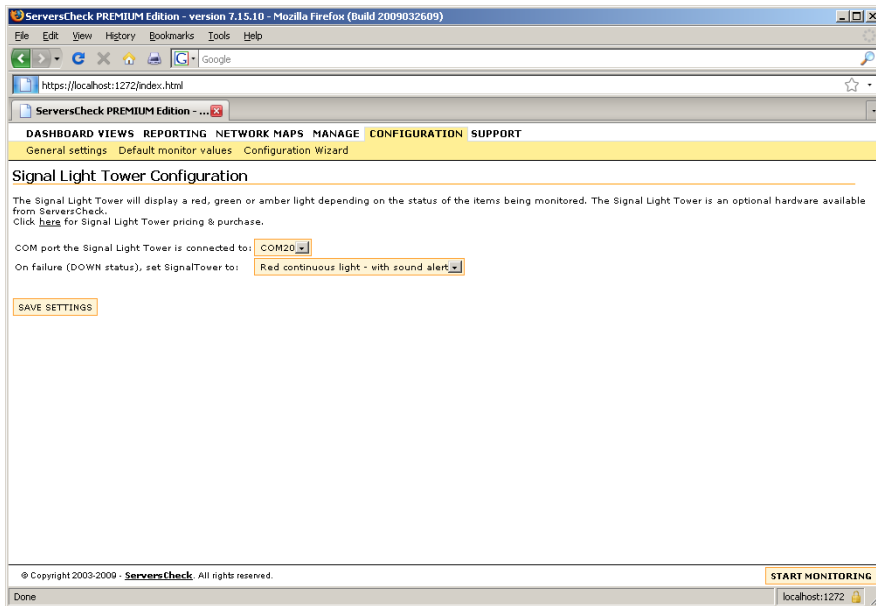 ServersCheck PREMIUM Edition - version 7.15.10 - Mozilla Firefox (Build 2009032609)
File Edit View History Bookmarks Tools Help
G Google
https://localhost:1272/index.html
ServersCheck PREMIUM Edition - ...
DASHBOARD VIEWS REPORTING NETWORK MAPS MANAGE CONFIGURATION SUPPORT
General settings Default monitor values Configuration Wizard
Signal Light Tower Configuration
The Signal Light Tower will display a red, green or amber light depending on the status of the items being monitored. The Signal Light Tower is an optional hardware available
from ServersCheck.
Click here for Signal Light Tower pricing & purchase.
COM port the Signal Light Tower is connected to: COM20
On failure (DOWN status), set SignalTower to: Red continuous light - with sound alert
SAVE SETTINGS
© Copyright 2003-2009 - ServersCheck. All rights reserved.
START MONITORING
Done
localhost:1272